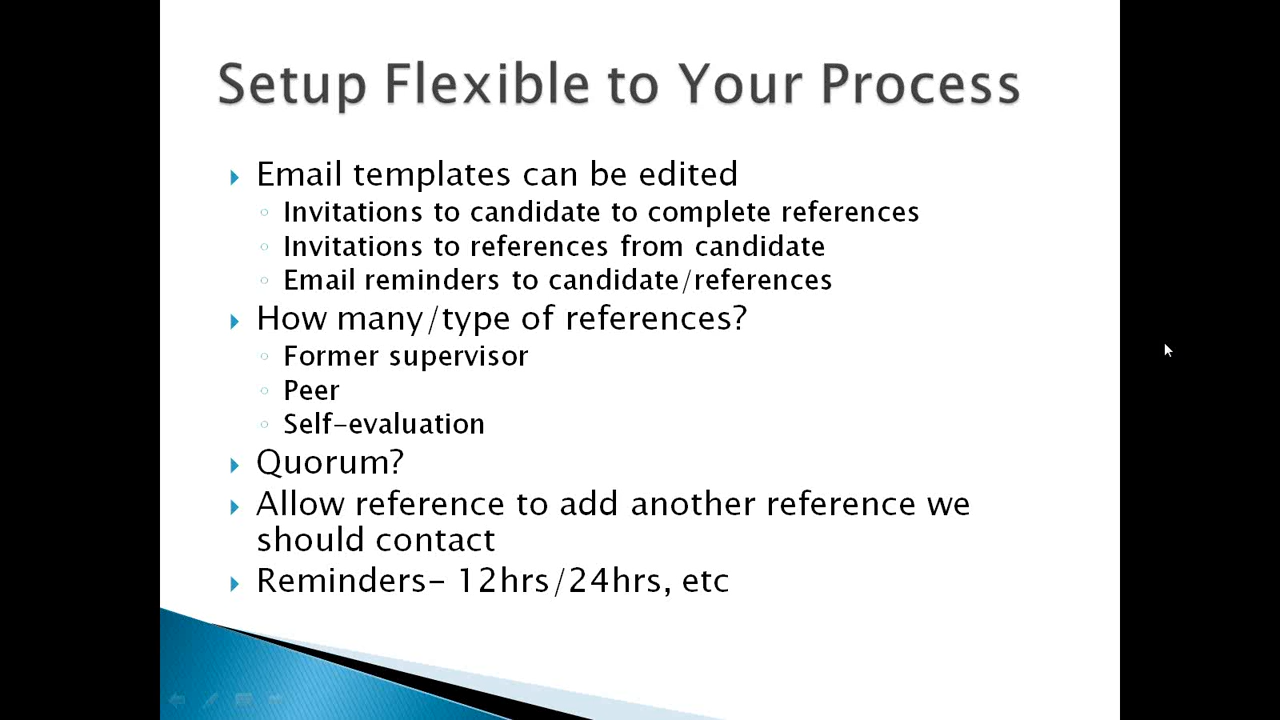 Setup Flexible to Your Process
Email templates can be edited
Invitations to candidate to complete references
Invitations to references from candidate
Email reminders to candidate/references
How many/type of references?
Former supervisor
Peer
Self-evaluation
Quorum?
Allow reference to add another reference we
should contact
Reminders- 12hrs/24hrs, etc